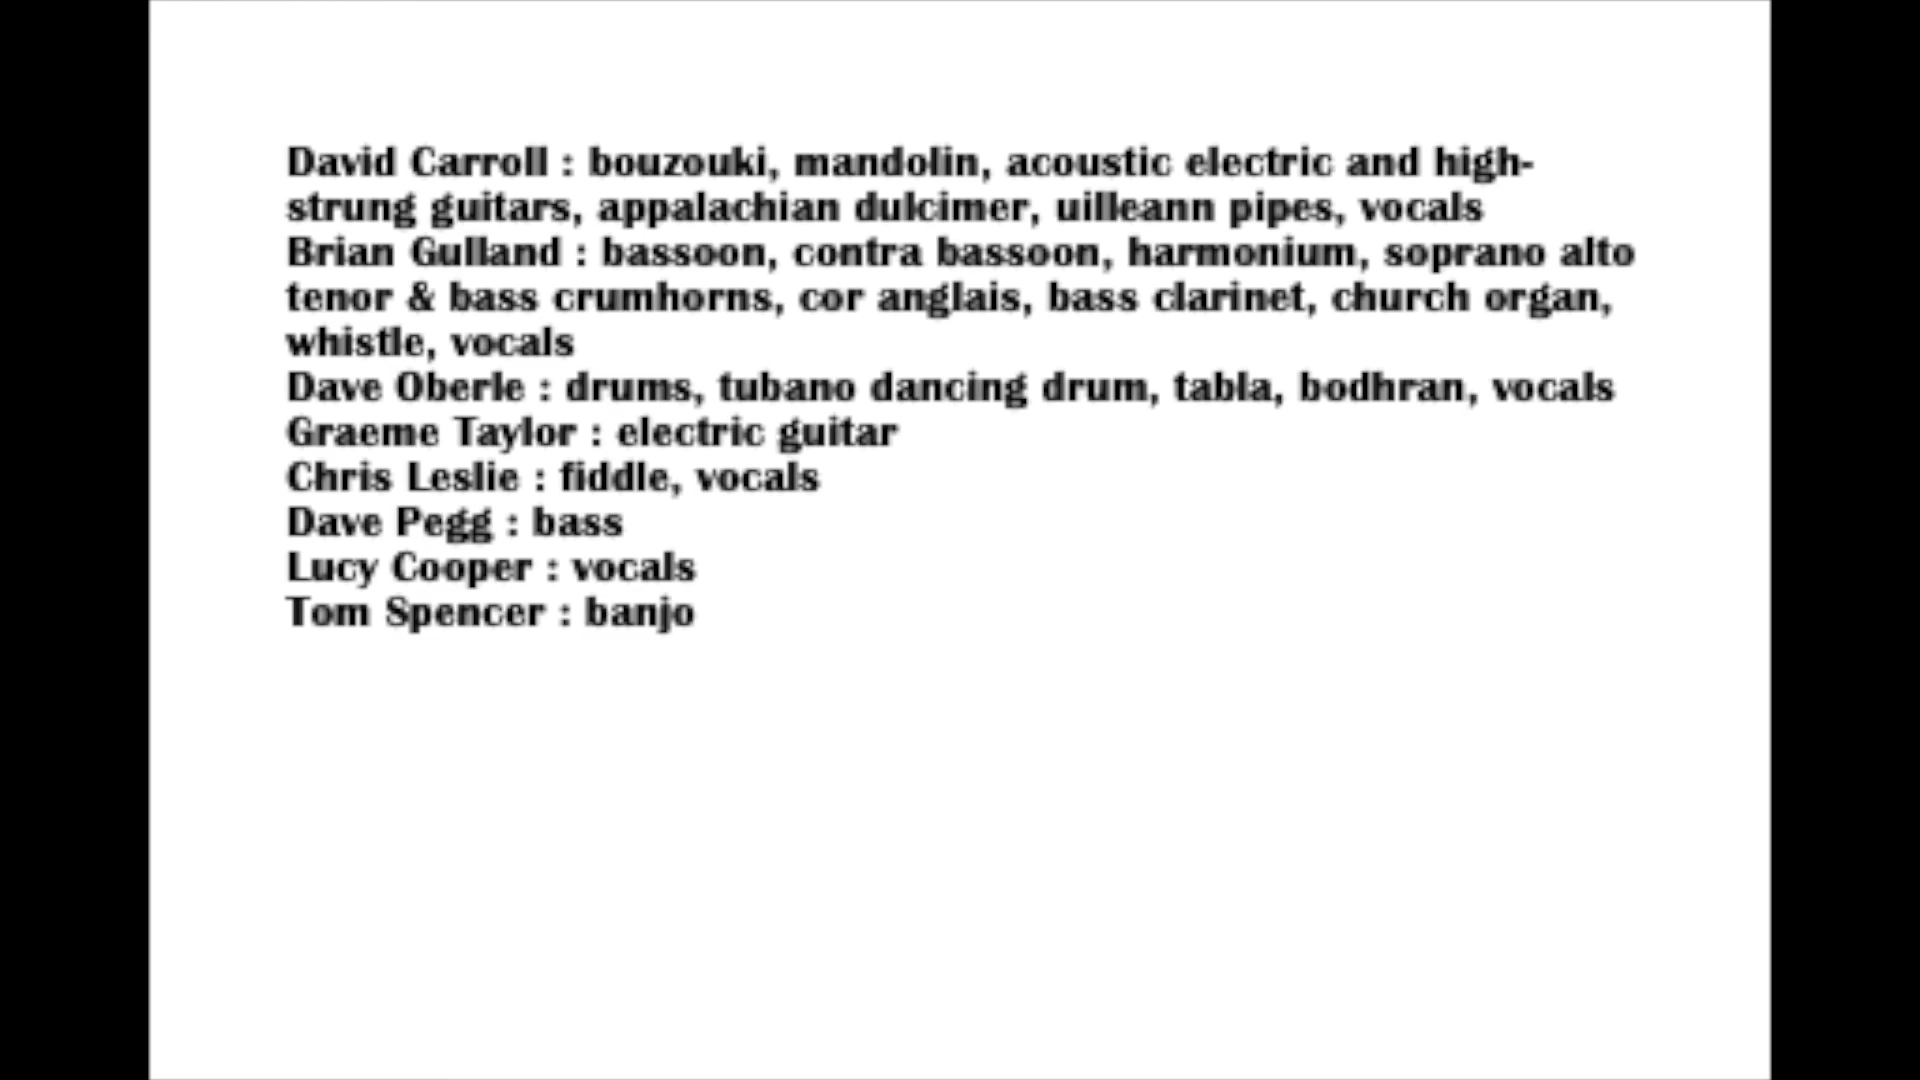 David Carroll : bouzouki, mandolin, acoustic electric and high-
strung guitars, appalachian dulcimer, uilleann pipes, vocals
Brian Gulland : bassoon, contra bassoon, harmonium, soprano alto
tenor & bass crumhorns, cor anglais, bass clarinet, church organ,
whistle, vocals
Dave Oberle : drums, tubano dancing drum, tabla, bodhran, vocals
Graeme Taylor : electric guitar
Chris Leslie : fiddle, vocals
Dave Pegg : bass
Lucy Cooper : vocals
Tom Spencer : banjo